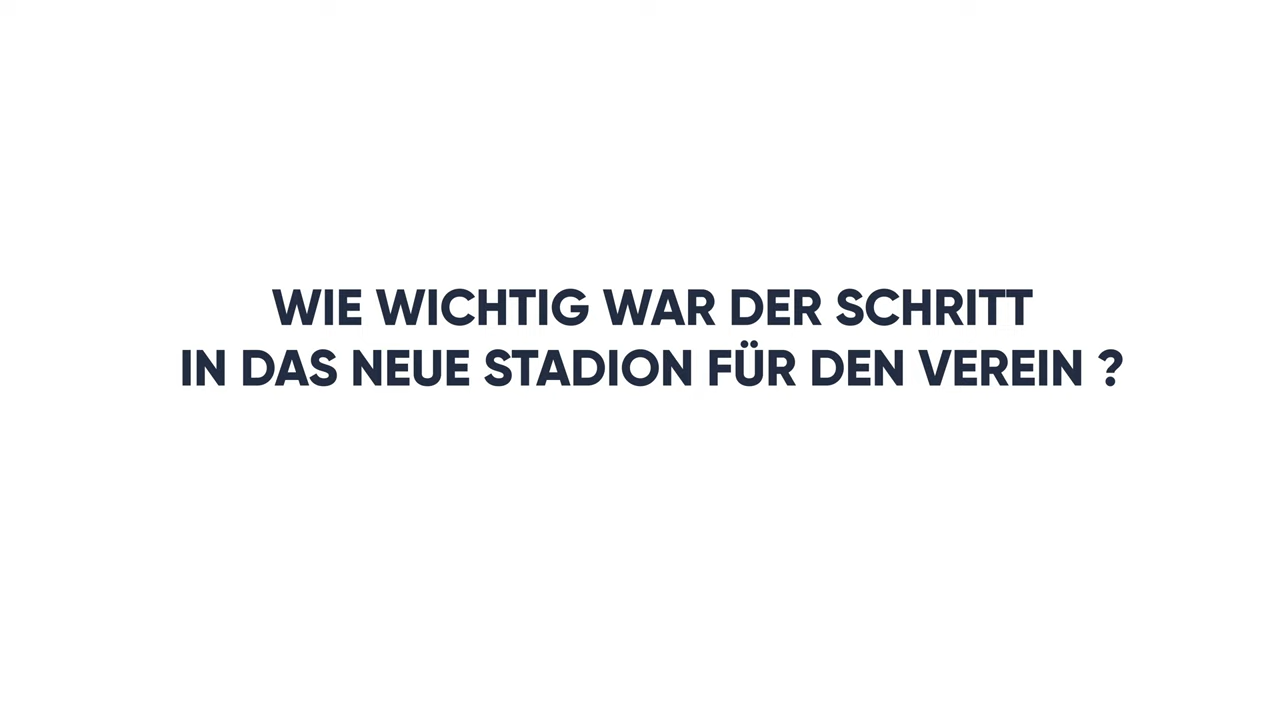 WIE WICHTIG WAR DER SCHRITT
IN DAS NEUE STADION FÜR DEN VEREIN ?